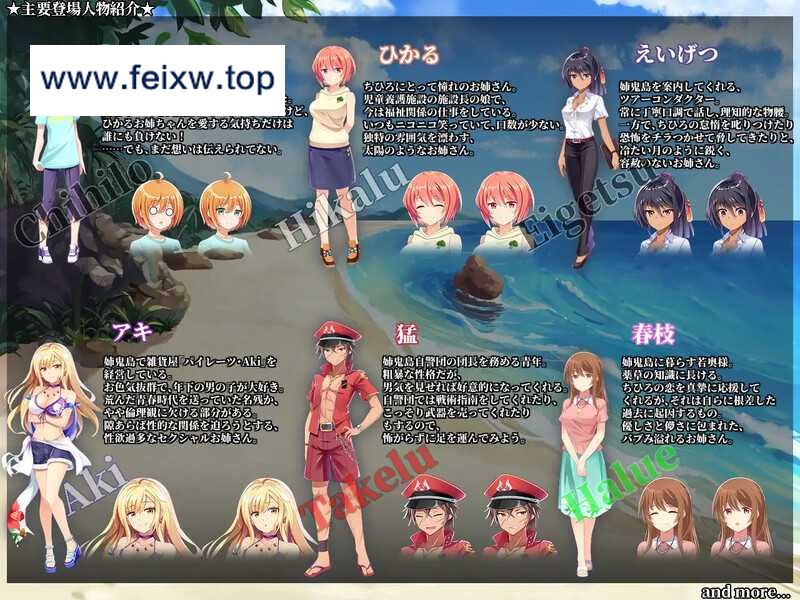 ★主要登場人物紹介★
www.feixw.top
ひかるお姉ちゃんを愛する気持ちだけは
誰にも負けない!
………でも、まだ想いは伝えられてない。
Chihilo
ひかる
ちひろにとって憧れのお姉さん。
児童養護施設の施設長の娘で、
今は福祉関係の仕事をしている。
いつもニコニコ笑っていて、口数が少ない。
独特の雰囲気を漂わす、
太陽のようなお姉さん。
Hikalu
えいげつ
姉鬼島を案内してくれる、
ツアーコンダクター。
常に丁寧口調で話し、理知的な物腰。
一方で、ちひろの怠惰を叱りつけたり
恐怖をチラつかせて脅してきたりと、
冷たい月のように鋭く、
容赦のないお姉さん。
Eigetsu
アキ
姉鬼島で雑貨屋『パイレーツ・Aki』を
経営している。
お色気抜群で、年下の男の子が大好き。
荒んだ青春時代を送っていた名残か、
やや倫理観に欠ける部分がある。
隙あらば性的な関係を迫ろうとする、
性欲過多なセクシャルお姉さん。
Aki
猛
姉鬼島自警団の団長を務める青年。
粗暴な性格だが、
男気を見せれば好意的になってくれる。
自警団では戦術指南をしてくれたり、
こっそり武器を売ってくれたり
もするので、
怖がらずに足を運んでみよう。
Takelu
春枝
姉鬼島に暮らす若奥様。
薬草の知識に長ける。
ちひろの恋を真摯に応援して
くれるが、それは自らに根差した
過去に起因するもの。
優しさと儚さに包まれた、
バブみ溢れるお姉さん。
Halue
and more...